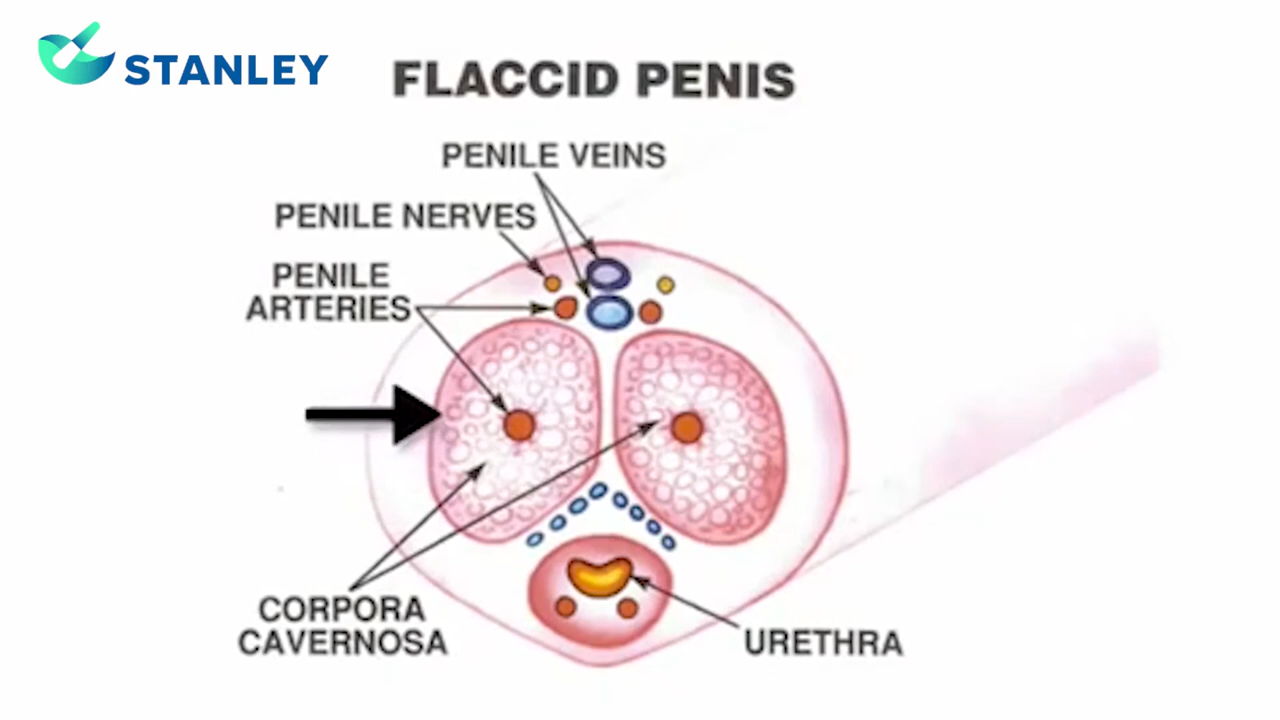 STANLEY
FLACCID PENIS
PENILE VEINS
PENILE NERVES
PENILE
ARTERIES
CORPORA
CAVERNOSA
URETHRA